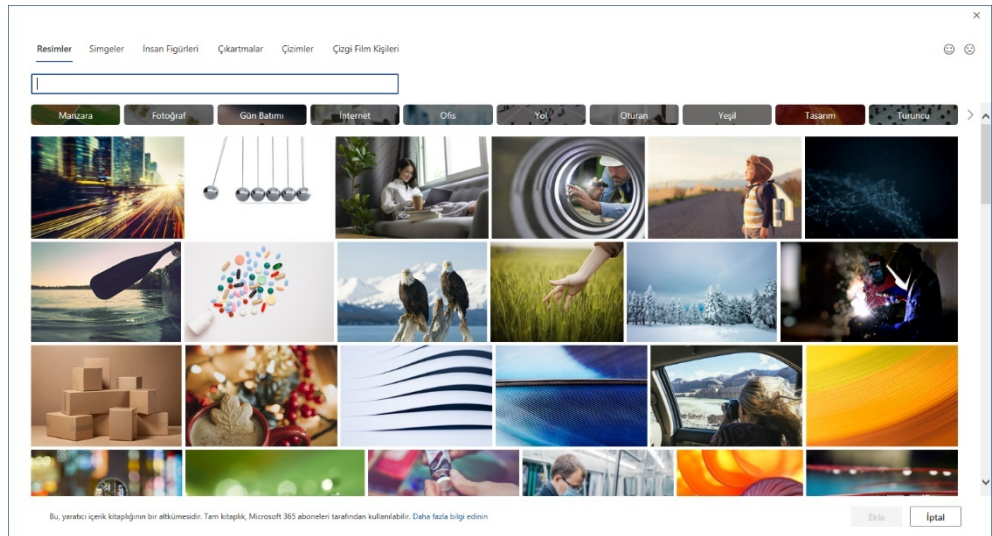 Resimler Simgeler İnsan Figürleri Çıkartmalar Çizimler Çizgi Film Kişileri
Manzara Fotoğraf Gün Batımı İnternet Ofis Yol Oturan Yeşil Tasarım Turuncu
Bu, yaratıcı içerik kitaplığının bir altkümesidir. Tam kitaplık, Microsoft 365 aboneleri tarafından kullanılabilir. Daha fazla bilgi edinin
Ekle İptal